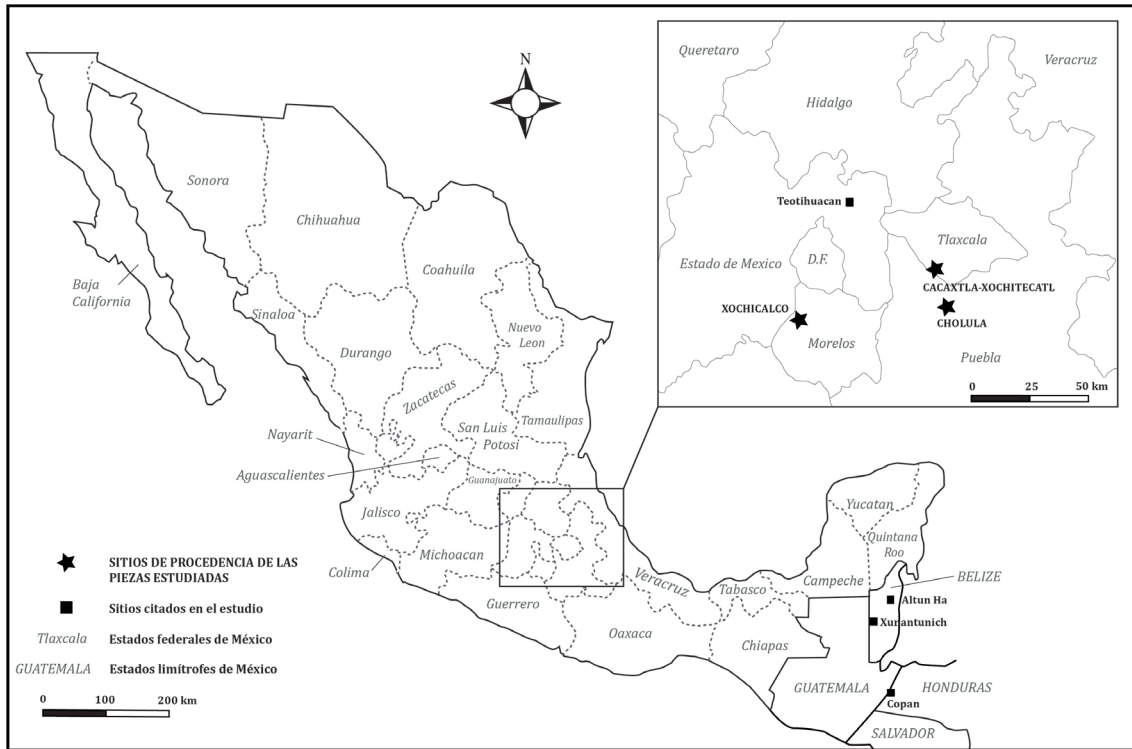 N
Sonora
Chihuahua
Coahuila
Baja
California
Sinaloa
Nuevo
Leon
Durango
Zacatecas
Tamaulipas
San Luis
Potosi
Nayarit
Aguascalientes
Guanajuato
Jalisco
Michoacan
Colima
Guerrero
Veracruz
Oaxaca
Tabasco
Chiapas
Campeche
Yucatan
Quintana
Roo
BELIZE
Altun Ha
Xunantunich
GUATEMALA
HONDURAS
Copan
SALVADOR
Queretaro
Veracruz
Hidalgo
Teotihuacan
Tlaxcala
Estado de Mexico
D.F.
CACAXTLA-XOCHITECATL
XOCHICALCO
CHOLULA
Morelos
Puebla
0 25 50 km
SITIOS DE PROCEDENCIA DE LAS
PIEZAS ESTUDIADAS
Sitios citados en el estudio
Tlaxcala Estados federales de México
GUATEMALA Estados limítrofes de México
0 100 200 km